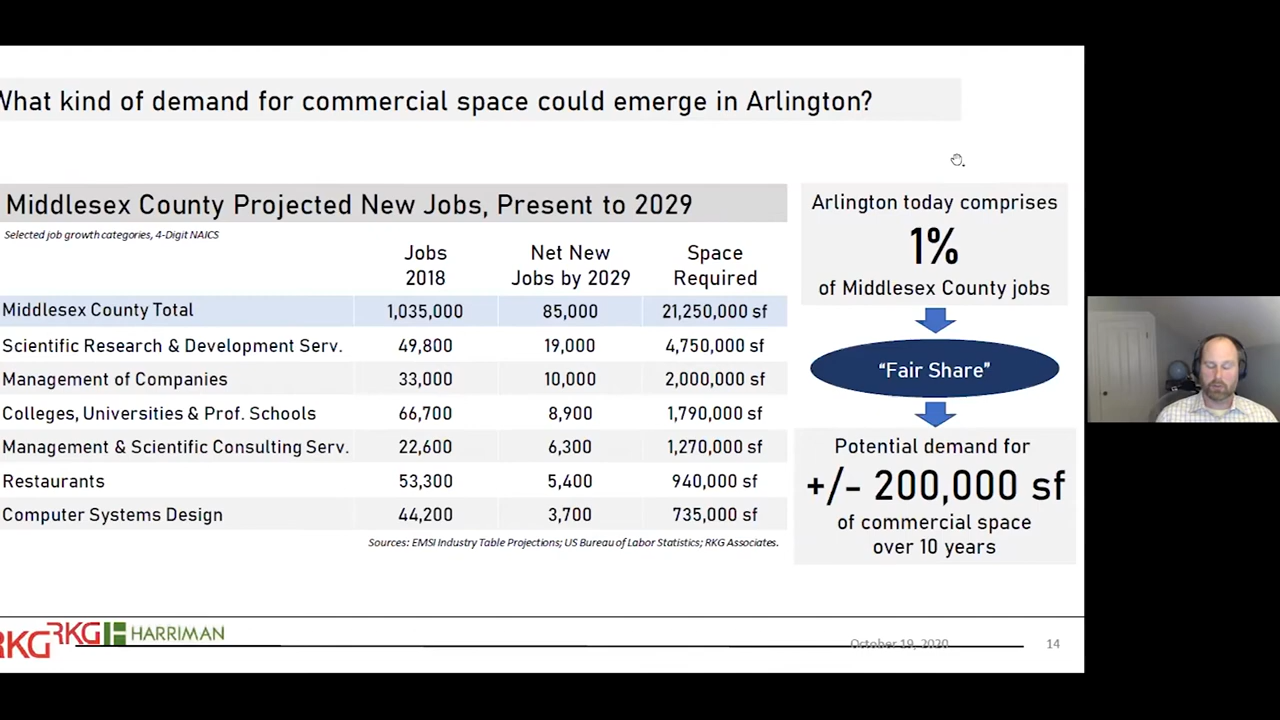 What kind of demand for commercial space could emerge in Arlington?
Middlesex County Projected New Jobs, Present to 2029
Selected job growth categories, 4-Digit NAICS
Jobs 2018 Net New Jobs by 2029 Space Required
Middlesex County Total 1,035,000 85,000 21,250,000 sf
Scientific Research & Development Serv. 49,800 19,000 4,750,000 sf
Management of Companies 33,000 10,000 2,000,000 sf
Colleges, Universities & Prof. Schools 66,700 8,900 1,790,000 sf
Management & Scientific Consulting Serv. 22,600 6,300 1,270,000 sf
Restaurants 53,300 5,400 940,000 sf
Computer Systems Design 44,200 3,700 735,000 sf
Sources: EMSI Industry Table Projections; US Bureau of Labor Statistics; RKG Associates.
Arlington today comprises
1%
of Middlesex County jobs
“Fair Share”
Potential demand for
+/- 200,000 sf
of commercial space
over 10 years
RKG RKG HARRIMAN
October 19, 2020 14